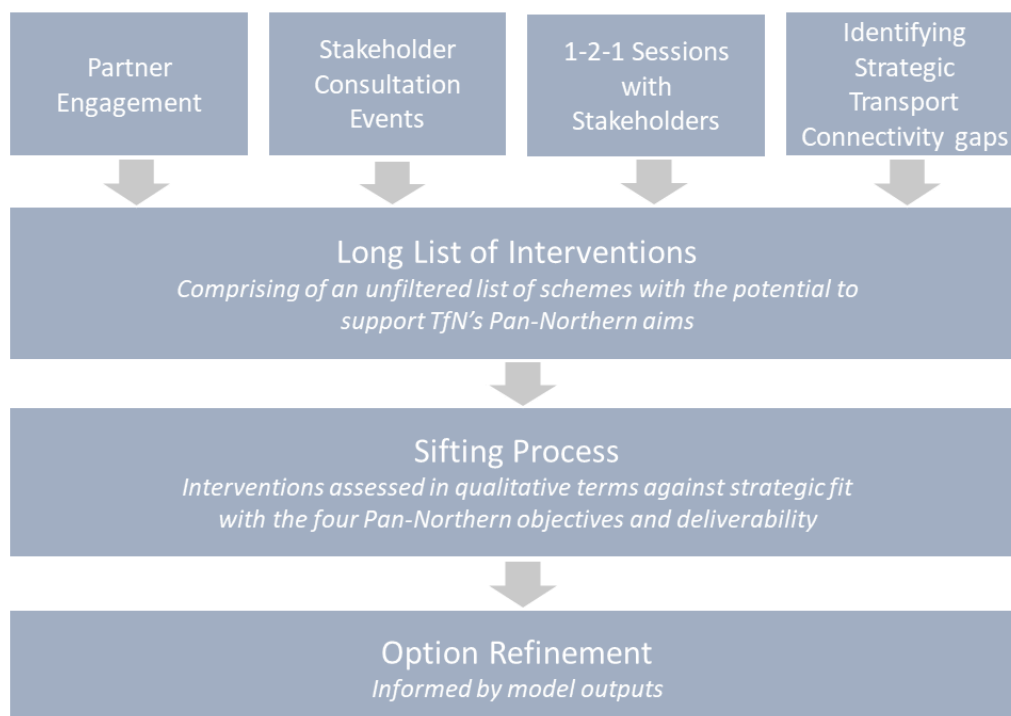 Partner
Engagement
Stakeholder
Consultation
Events
1-2-1 Sessions
with
Stakeholders
Identifying
Strategic
Transport
Connectivity gaps
Long List of Interventions
Comprising of an unfiltered list of schemes with the potential to
support TfN's Pan-Northern aims
Sifting Process
Interventions assessed in qualitative terms against strategic fit
with the four Pan-Northern objectives and deliverability
Option Refinement
Informed by model outputs